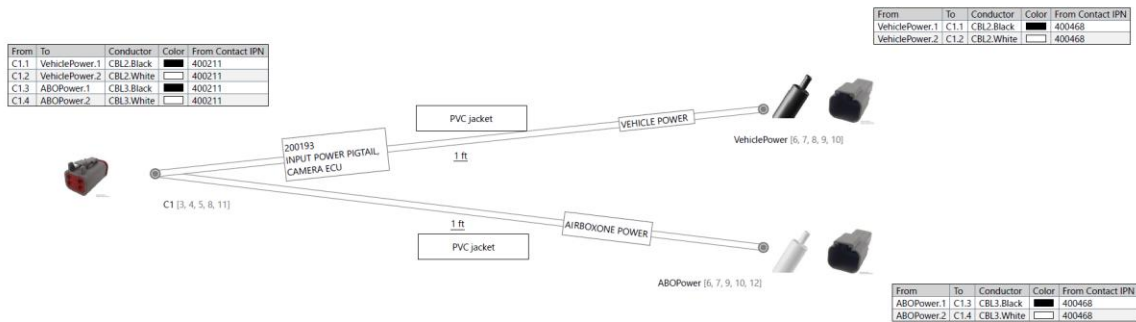 From To C1.1 Conductor Color From Contact IPN
VehiclePower.1 C1.1 CBL2.Black 400468
VehiclePower.2 C1.2 CBL2.White 400468
From To Conductor Color From Contact IPN
C1.1 VehiclePower.1 CBL2.Black 400211
C1.2 VehiclePower.2 CBL2.White 400211
C1.3 ABOPower.1 CBL3.Black 400211
C1.4 ABOPower.2 CBL3.White 400211
PVC jacket
VEHICLE POWER
200193
INPUT POWER PIGTAIL,
CAMERA ECU
1 ft
VehiclePower [6, 7, 8, 9, 10]
C1 [3, 4, 5, 8, 11]
1 ft
AIRBOXONE POWER
PVC jacket
ABOPower [6, 7, 9, 10, 12]
From To Conductor Color From Contact IPN
ABOPower.1 C1.3 CBL3.Black 400468
ABOPower.2 C1.4 CBL3.White 400468